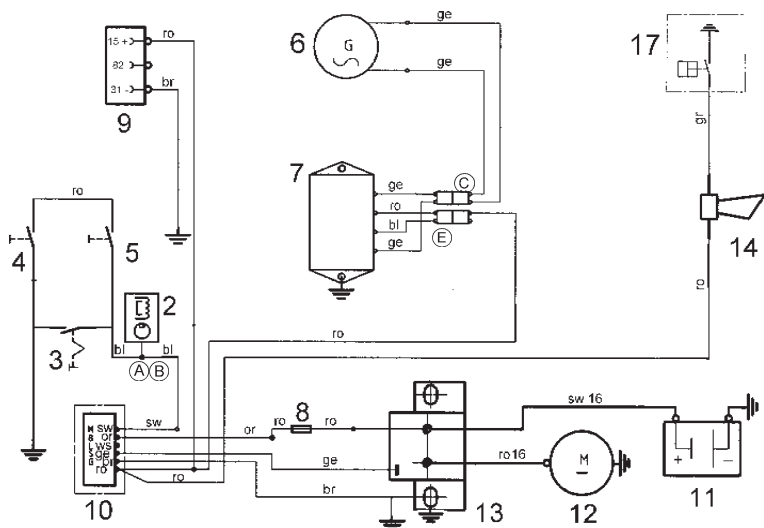 15 +
ro
82
31 -
br
9
6
G
ge
ge
17
gr
7
ge
ro
bl
ge
C
E
ro
4
5
2
3
bl
bl
A
B
14
ro
ro
8
ro
ro
sw
or
M
8
L
S
G
sw
or
ws
ge
br
ro
ro
ge
br
10
13
sw 16
ro16
M
12
+
−
11